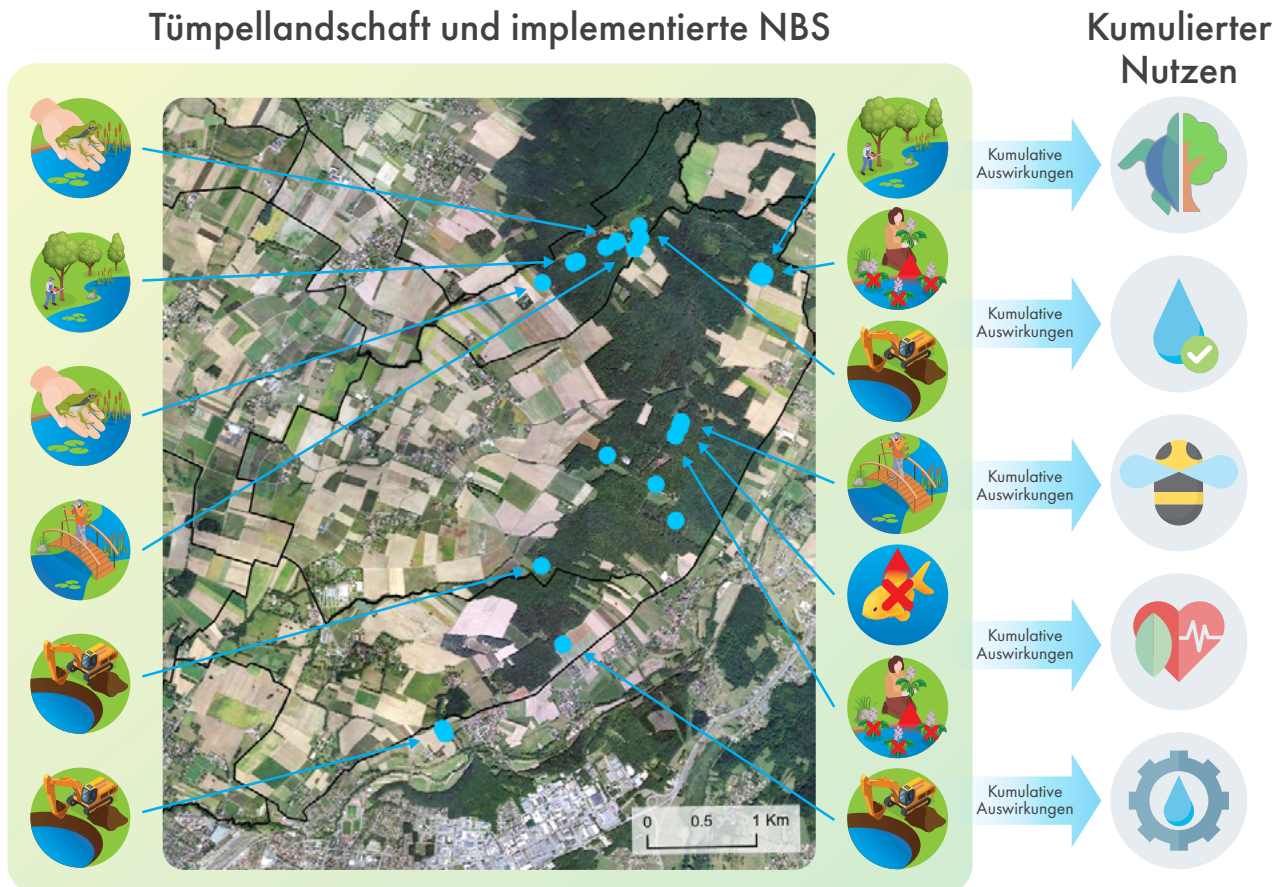 Tümpellandschaft und implementierte NBS
Kumulierter
Nutzen
Kumulative
Auswirkungen
Kumulative
Auswirkungen
Kumulative
Auswirkungen
Kumulative
Auswirkungen
Kumulative
Auswirkungen
0 0.5 1 Km